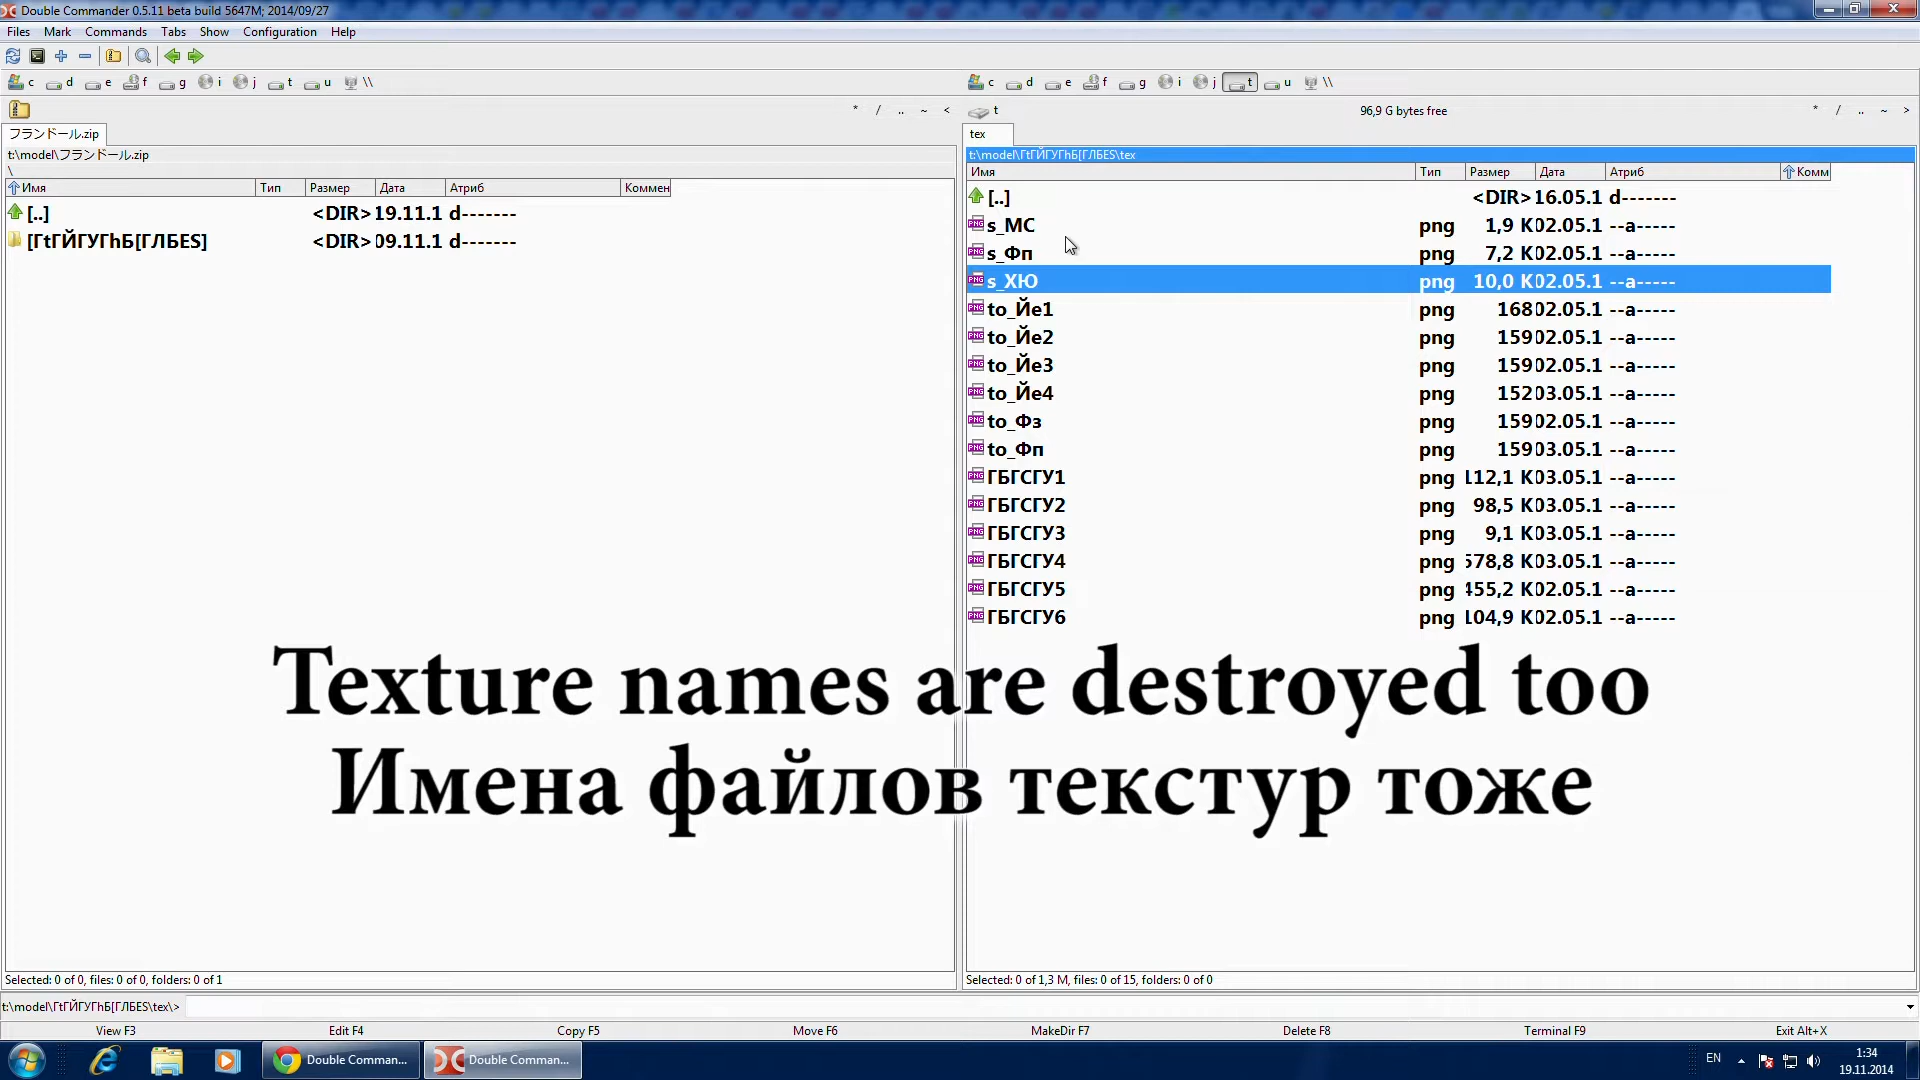 Double Commander 0.5.11 beta build 5647M; 2014/09/27
Files Mark Commands Tabs Show Configuration Help
c d e f g i j t u \\
c d e f g i j t u \\
* / .. ~ <
t 96,9 G bytes free * / .. ~ >
フランドール.zip
tex
t:\model\フランドール.zip
t:\model\ГtГЙГУГhБ[ГЛБЕS\tex
\
Имя Тип Размер Дата Атриб Коммен
[..] <DIR> 19.11.1 d-------
[ГtГЙГУГhБ[ГЛБЕS] <DIR> 09.11.1 d-------
Имя Тип Размер Дата Атриб Комм
[..] <DIR> 16.05.1 d-------
s_МС png 1,9 K 02.05.1 --a-----
s_Фп png 7,2 K 02.05.1 --a-----
s_ХЮ png 10,0 K 02.05.1 --a-----
to_Йе1 png 168 02.05.1 --a-----
to_Йе2 png 159 02.05.1 --a-----
to_Йе3 png 159 02.05.1 --a-----
to_Йе4 png 152 03.05.1 --a-----
to_Фз png 159 02.05.1 --a-----
to_Фп png 159 03.05.1 --a-----
ГБГСГУ1 png 112,1 K 03.05.1 --a-----
ГБГСГУ2 png 98,5 K 03.05.1 --a-----
ГБГСГУ3 png 9,1 K 03.05.1 --a-----
ГБГСГУ4 png 578,8 K 03.05.1 --a-----
ГБГСГУ5 png 455,2 K 02.05.1 --a-----
ГБГСГУ6 png 104,9 K 02.05.1 --a-----
Texture names are destroyed too
Имена файлов текстур тоже
Selected: 0 of 0, files: 0 of 0, folders: 0 of 1
Selected: 0 of 1,3 M, files: 0 of 15, folders: 0 of 0
t:\model\ГtГЙГУГhБ[ГЛБЕS\tex\>
View F3 Edit F4 Copy F5 Move F6 MakeDir F7 Delete F8 Terminal F9 Exit Alt+X
Double Comman... Double Comman... EN 1:34
19.11.2014